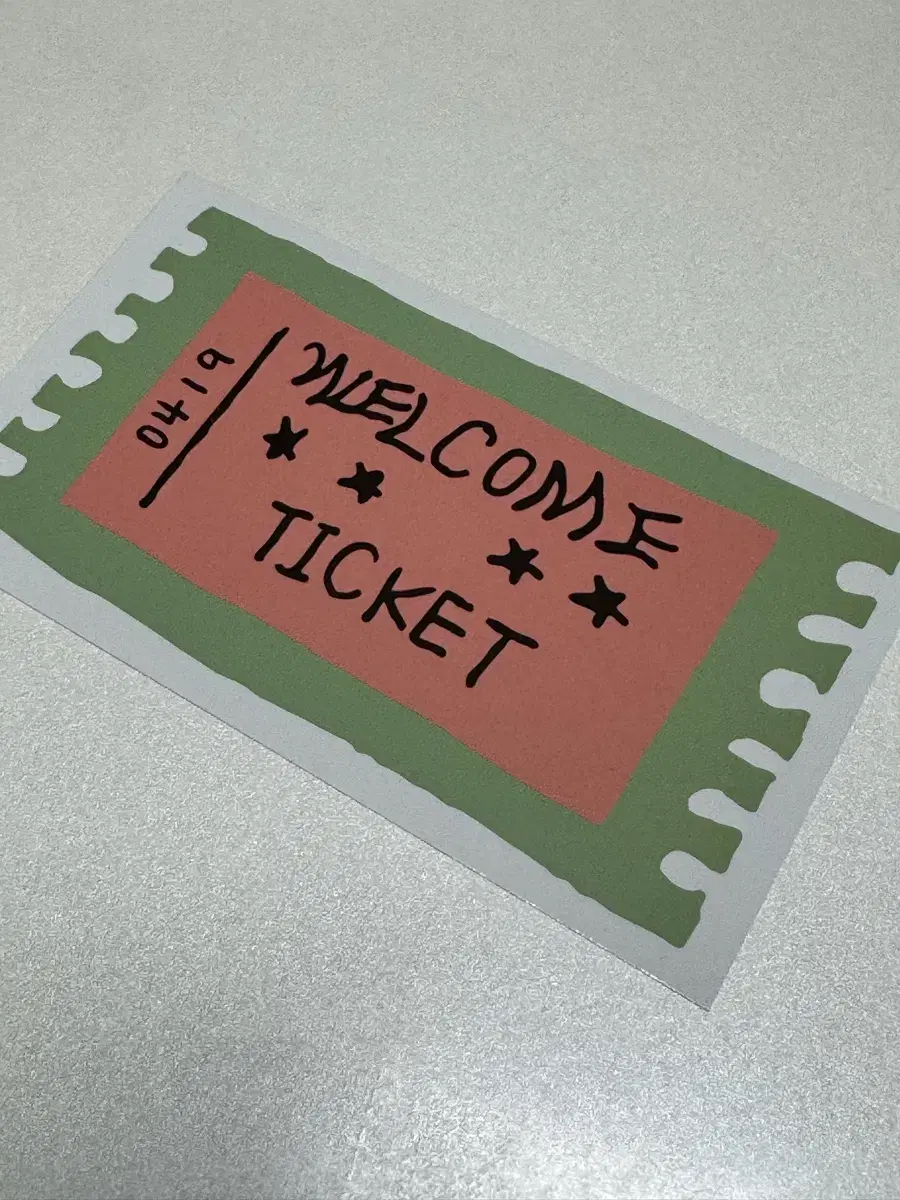 0419
WELCOME
★ ★ ★ ★
TICKET